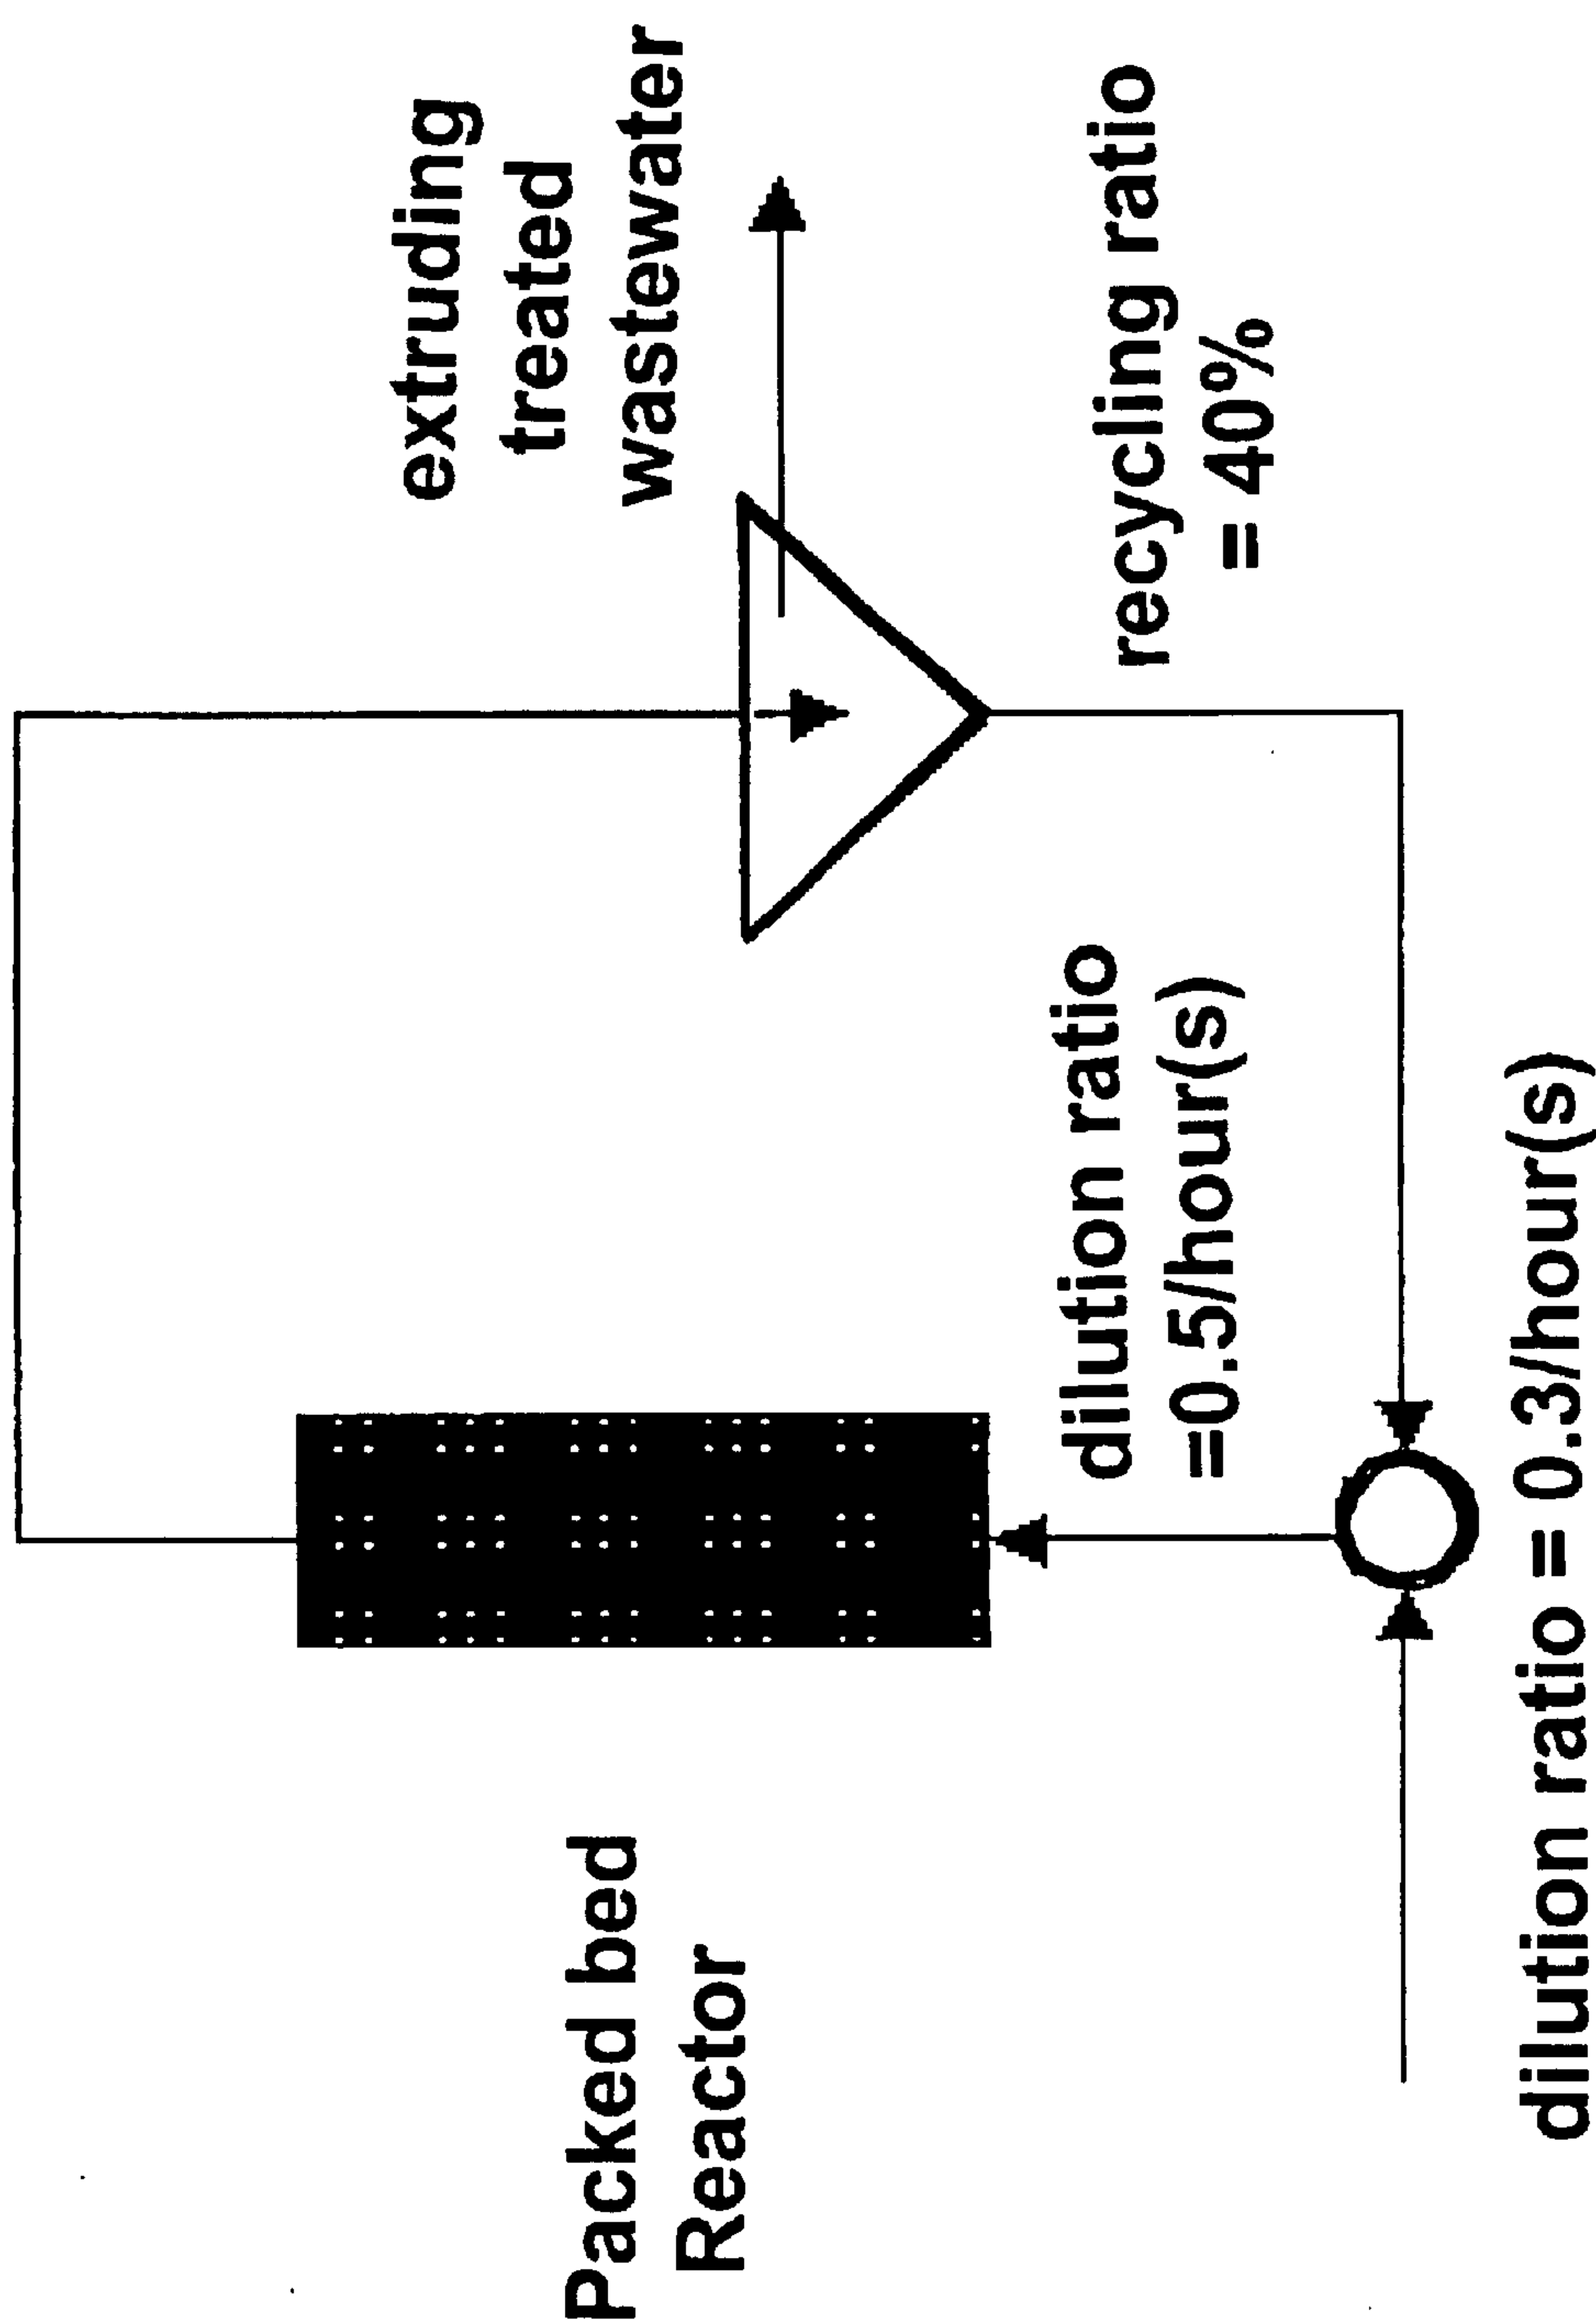 extruding
treated
wastewater
Packed bed
Reactor
recycling ratio
= 40%
dilution ratio
=0.5/hour(s)
dilution ratio = 0.3/hour(s)